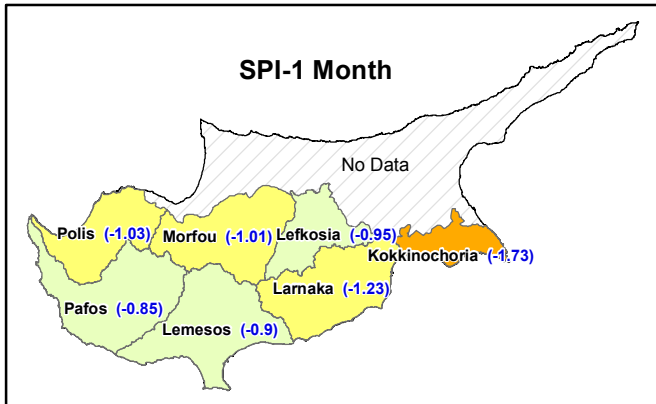 SPI-1 Month
No Data
Polis (-1.03)
Morfou (-1.01)
Lefkosia (-0.95)
Kokkinochoria (-1.73)
Larnaka (-1.23)
Pafos (-0.85)
Lemesos (-0.9)